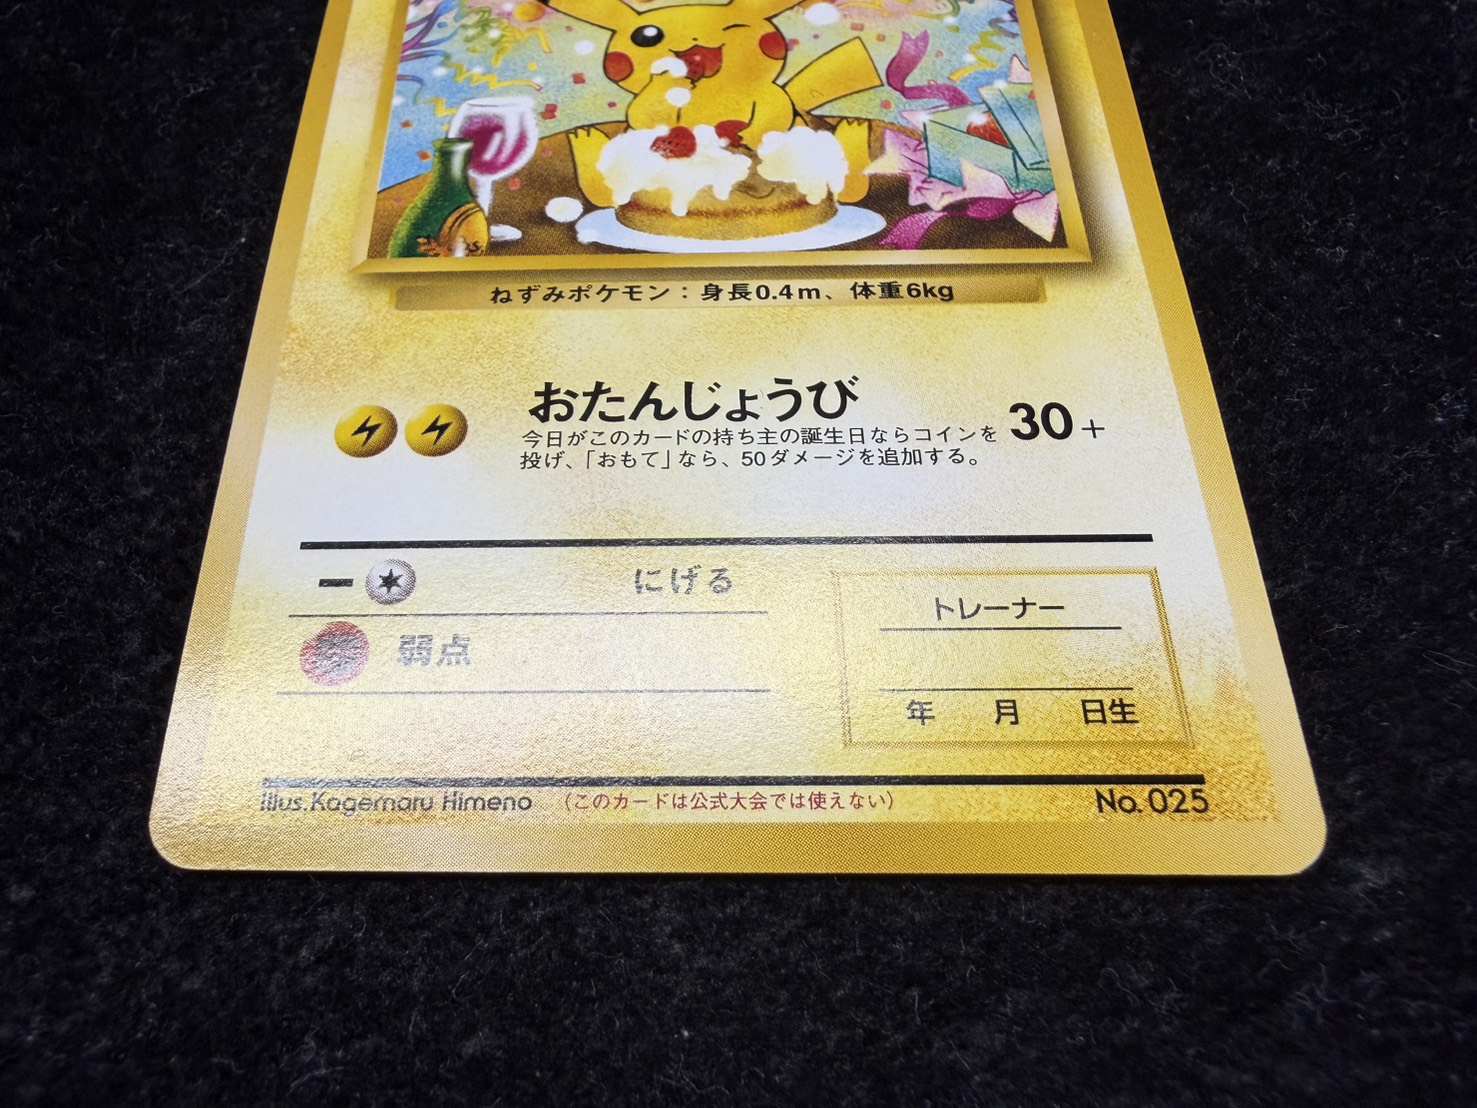 ねずみポケモン：身長0.4m、体重6kg
おたんじょうび
今日がこのカードの持ち主の誕生日ならコインを
投げ、「おもて」なら、50ダメージを追加する。
30+
にげる
トレーナー
弱点
年 月 日生
Illus.Kagemaru Himeno （このカードは公式大会では使えない） No. 025